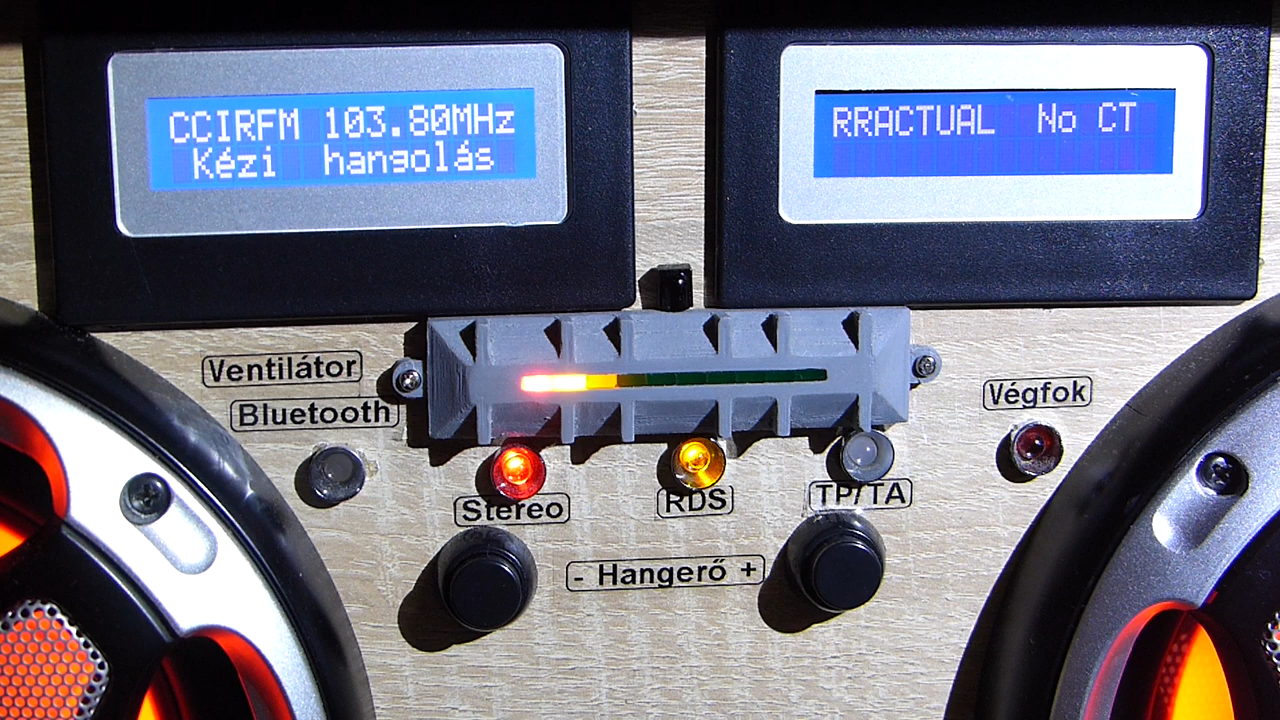 CCIRFM 103.80MHz
Kézi hangolás
RRACTUAL No CT
Ventilátor
Bluetooth
Végfok
Stereo
RDS
TP/TA
- Hangerő +